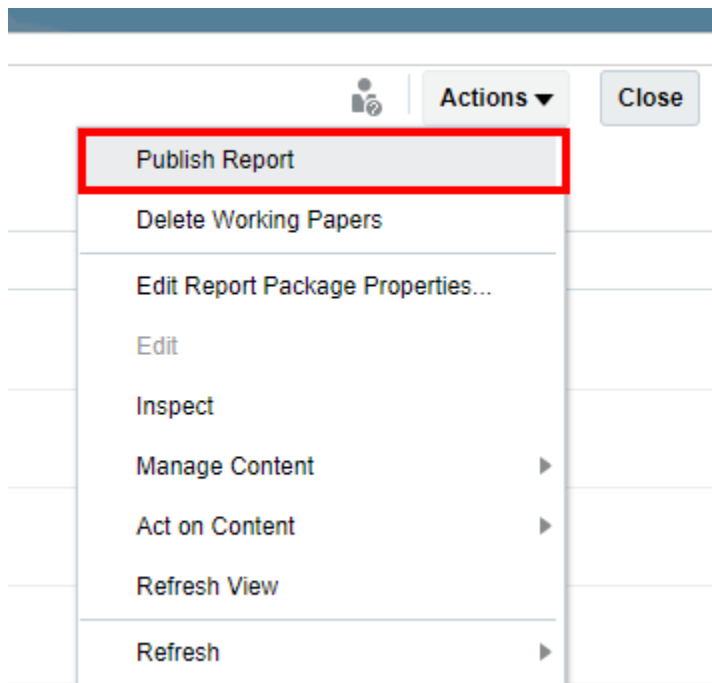 Actions
Close
Publish Report
Delete Working Papers
Edit Report Package Properties...
Edit
Inspect
Manage Content
Act on Content
Refresh View
Refresh